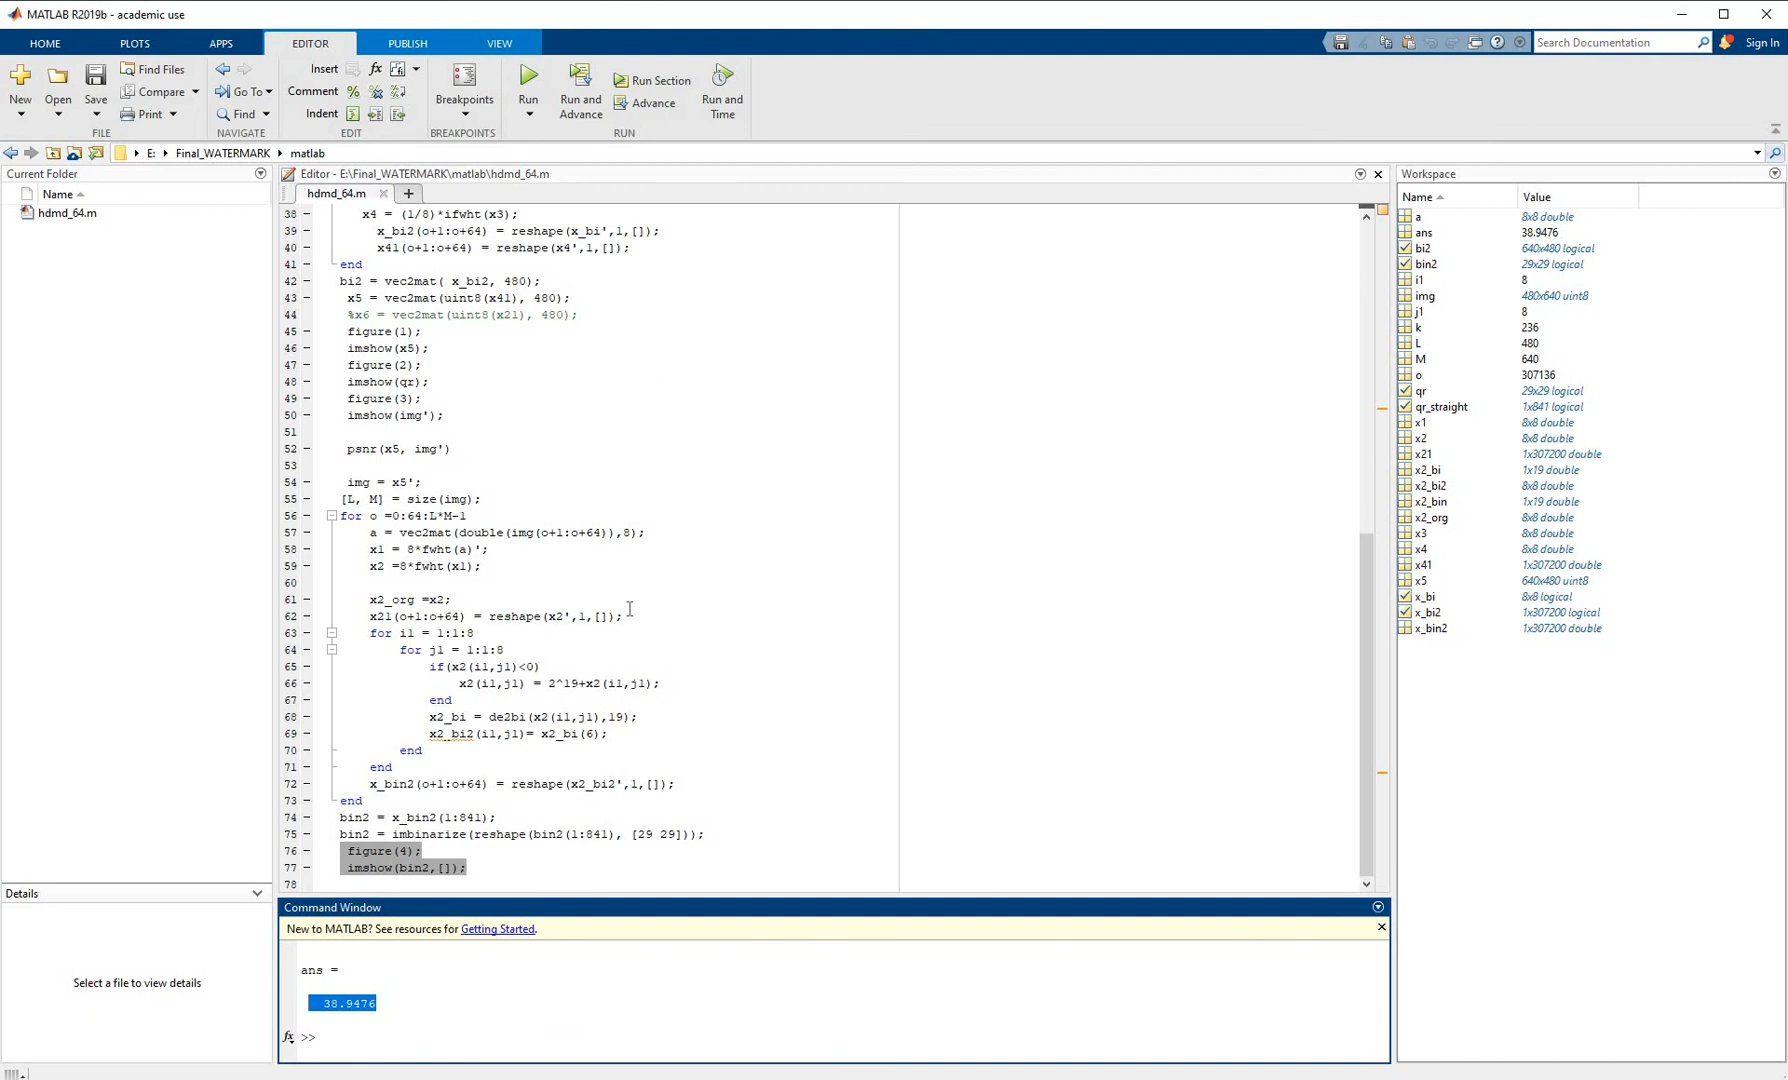 MATLAB R2019b - academic use
HOME PLOTS APPS EDITOR PUBLISH VIEW
Search Documentation
Sign In
New Open Save
Find Files
Compare
Print
FILE
Go To
Find
NAVIGATE
Insert fx
Comment
Indent
EDIT
Breakpoints
BREAKPOINTS
Run
Run and Advance
Run Section
Advance
Run and Time
RUN
E: Final_WATERMARK matlab
Current Folder
Name
hdmd_64.m
Details
Select a file to view details
Editor - E:\Final_WATERMARK\matlab\hdmd_64.m
hdmd_64.m
38 – x4 = (1/8)*ifwht(x3);
39 – x_bi2(o+1:o+64) = reshape(x_bi',1,[]);
40 – x41(o+1:o+64) = reshape(x4',1,[]);
41 – end
42 – bi2 = vec2mat( x_bi2, 480);
43 – x5 = vec2mat(uint8(x41), 480);
44 – %x6 = vec2mat(uint8(x21), 480);
45 – figure(1);
46 – imshow(x5);
47 – figure(2);
48 – imshow(qr);
49 – figure(3);
50 – imshow(img');
51 –
52 – psnr(x5, img')
53 –
54 – img = x5';
55 – [L, M] = size(img);
56 – for o =0:64:L*M-1
57 – a = vec2mat(double(img(o+1:o+64)),8);
58 – x1 = 8*fwht(a)';
59 – x2 =8*fwht(x1);
60 –
61 – x2_org =x2;
62 – x21(o+1:o+64) = reshape(x2',1,[]);
63 – for i1 = 1:1:8
64 – for j1 = 1:1:8
65 – if(x2(i1,j1)<0)
66 – x2(i1,j1) = 2^19+x2(i1,j1);
67 – end
68 – x2_bi = de2bi(x2(i1,j1),19);
69 – x2_bi2(i1,j1)= x2_bi(6);
70 – end
71 – end
72 – x_bin2(o+1:o+64) = reshape(x2_bi2',1,[]);
73 – end
74 – bin2 = x_bin2(1:841);
75 – bin2 = imbinarize(reshape(bin2(1:841), [29 29]));
76 – figure(4);
77 – imshow(bin2,[]);
78 –
Command Window
New to MATLAB? See resources for Getting Started.
ans =
38.9476
fx >>
Workspace
Name Value
a 8x8 double
ans 38.9476
bi2 640x480 logical
bin2 29x29 logical
i1 8
img 480x640 uint8
j1 8
k 236
L 480
M 640
o 307136
qr 29x29 logical
qr_straight 1x841 logical
x1 8x8 double
x2 8x8 double
x21 1x307200 double
x2_bi 1x19 double
x2_bi2 8x8 double
x2_bin 1x19 double
x2_org 8x8 double
x3 8x8 double
x4 8x8 double
x41 1x307200 double
x5 640x480 uint8
x_bi 8x8 logical
x_bi2 1x307200 logical
x_bin2 1x307200 double